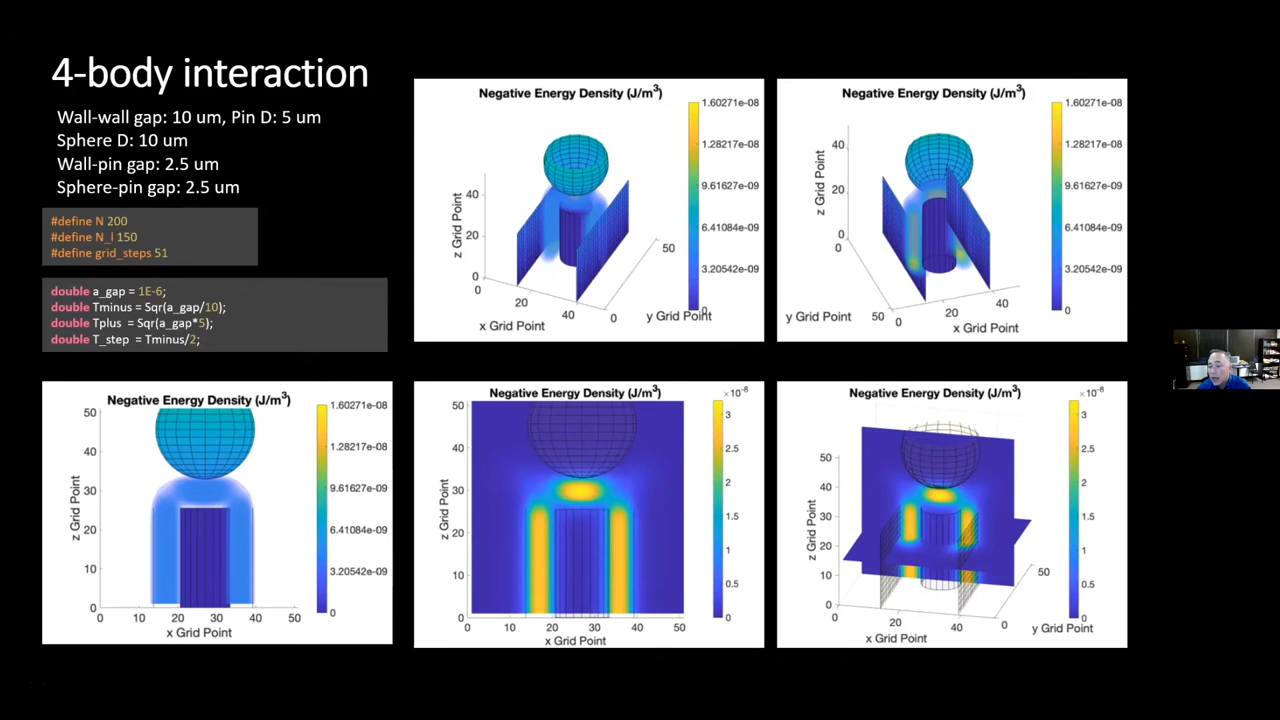 4-body interaction
Wall-wall gap: 10 um, Pin D: 5 um
Sphere D: 10 um
Wall-pin gap: 2.5 um
Sphere-pin gap: 2.5 um
#define N 200
#define N_l 150
#define grid_steps 51
double a_gap = 1E-6;
double Tminus = Sqr(a_gap/10);
double Tplus = Sqr(a_gap*5);
double T_step = Tminus/2;
Negative Energy Density (J/m³)
1.60271e-08
1.28217e-08
9.61627e-09
6.41084e-09
3.20542e-09
0
z Grid Point
40
20
0
0
20
40
x Grid Point
50
0
y Grid Point
Negative Energy Density (J/m³)
1.60271e-08
1.28217e-08
9.61627e-09
6.41084e-09
3.20542e-09
0
z Grid Point
40
20
0
0
50
y Grid Point
0
20
40
x Grid Point
Negative Energy Density (J/m³)
1.60271e-08
1.28217e-08
9.61627e-09
6.41084e-09
3.20542e-09
0
z Grid Point
50
40
30
20
10
0
0 10 20 30 40 50
x Grid Point
Negative Energy Density (J/m³)
×10⁻⁸
3
2.5
2
1.5
1
0.5
0
z Grid Point
50
40
30
20
10
0
0 10 20 30 40 50
x Grid Point
Negative Energy Density (J/m³)
×10⁻⁸
3
2.5
2
1.5
1
0.5
0
z Grid Point
50
40
30
20
10
0
0
20
40
x Grid Point
50
0
y Grid Point